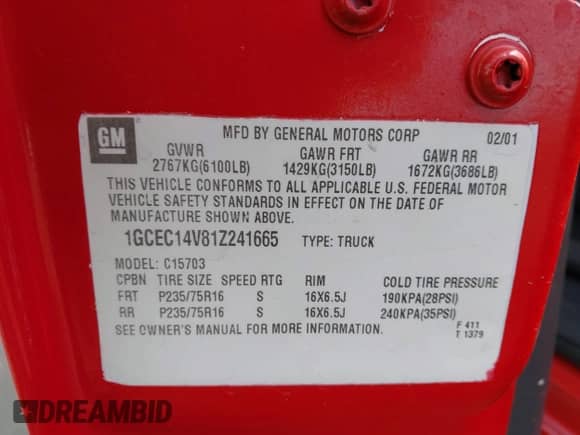 GM
MFD BY GENERAL MOTORS CORP 02/01
GVWR GAWR FRT GAWR RR
2767KG(6100LB) 1429KG(3150LB) 1672KG(3686LB)
THIS VEHICLE CONFORMS TO ALL APPLICABLE U.S. FEDERAL MOTOR
VEHICLE SAFETY STANDARDS IN EFFECT ON THE DATE OF
MANUFACTURE SHOWN ABOVE.
1GCEC14V81Z241665 TYPE: TRUCK
MODEL: C15703
CPBN TIRE SIZE SPEED RTG RIM COLD TIRE PRESSURE
FRT P235/75R16 S 16X6.5J 190KPA(28PSI)
RR P235/75R16 S 16X6.5J 240KPA(35PSI)
SEE OWNER'S MANUAL FOR MORE INFORMATION. F 411
T 1379
DREAMBID